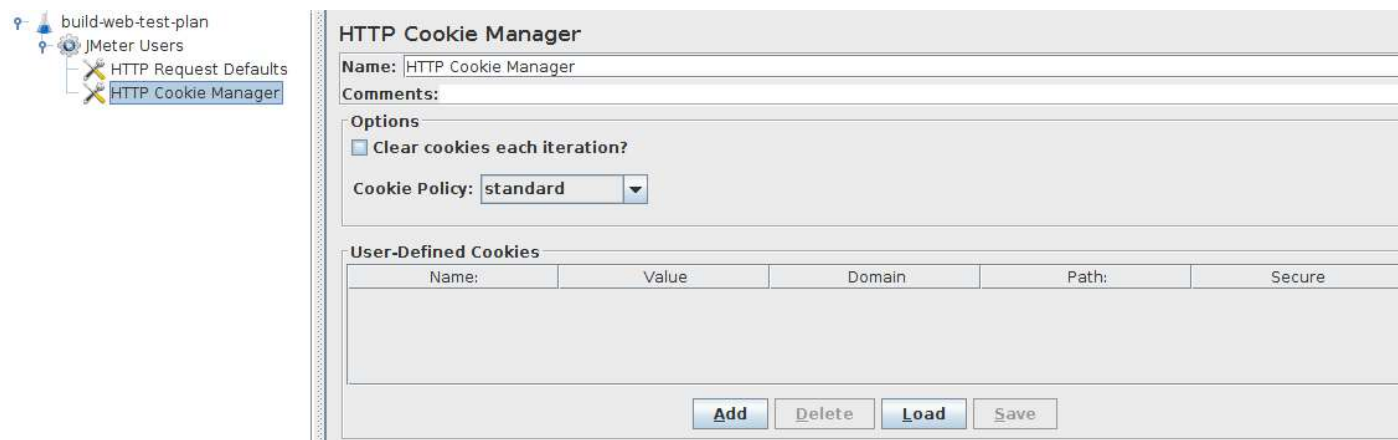 build-web-test-plan
JMeter Users
HTTP Request Defaults
HTTP Cookie Manager
HTTP Cookie Manager
Name: HTTP Cookie Manager
Comments:
Options
Clear cookies each iteration?
Cookie Policy: standard
User-Defined Cookies
Name: Value Domain Path: Secure
Add Delete Load Save